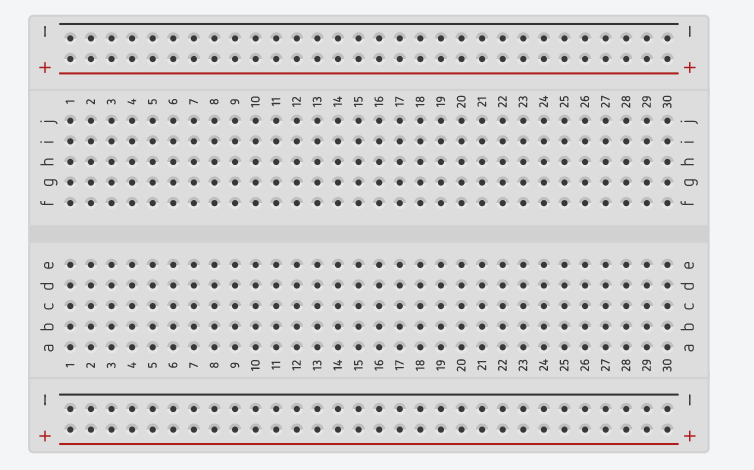 − −
+ +
1 2 3 4 5 6 7 8 9 10 11 12 13 14 15 16 17 18 19 20 21 22 23 24 25 26 27 28 29 30
j j
i i
h h
g g
f f
e e
d d
c c
b b
a a
1 2 3 4 5 6 7 8 9 10 11 12 13 14 15 16 17 18 19 20 21 22 23 24 25 26 27 28 29 30
− −
+ +